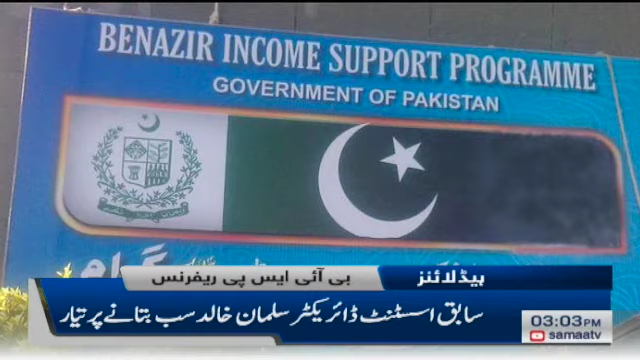 BENAZIR INCOME SUPPORT PROGRAMME
GOVERNMENT OF PAKISTAN
ہیڈلائنز
بی آئی ایس پی ریفرنس
سابق اسسٹنٹ ڈائریکٹر سلمان خالد سب بتانے پر تیار
03:03PM
samaatv